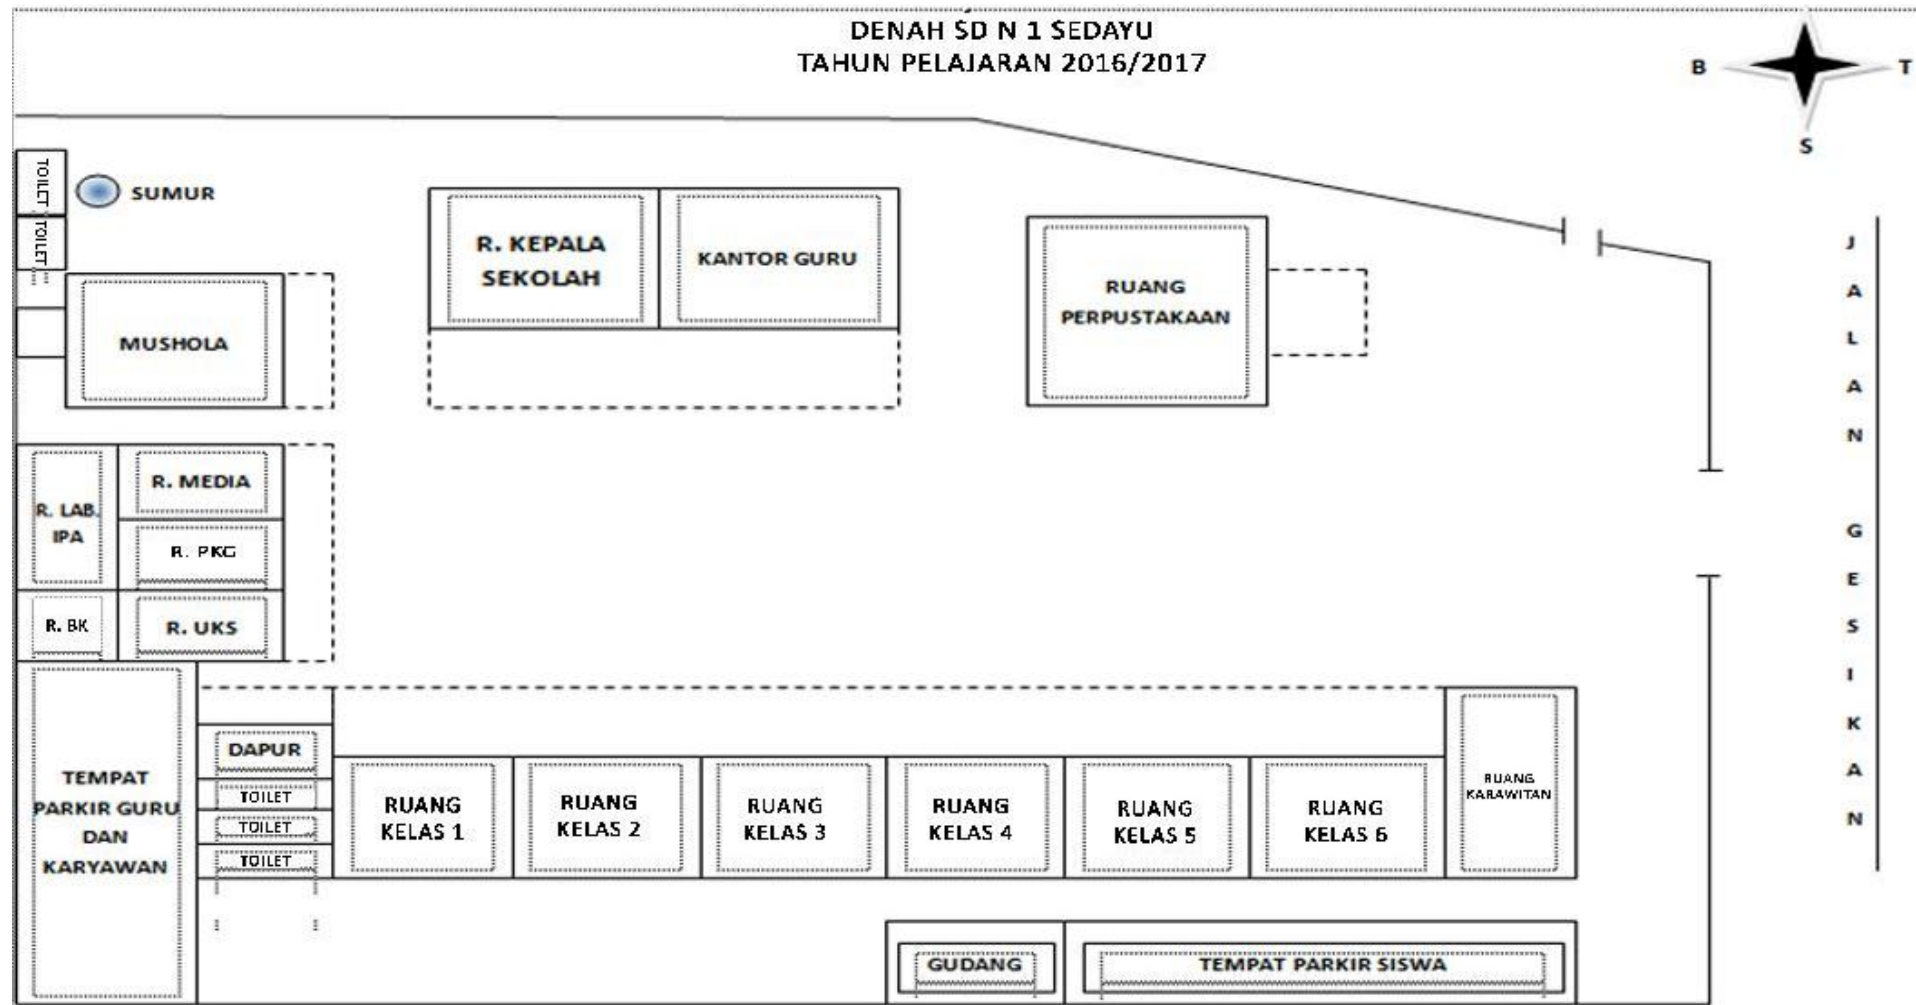 DENAH SD N 1 SEDAYU
TAHUN PELAJARAN 2016/2017
B
T
S
TOILET
TOILET
SUMUR
R. KEPALA
SEKOLAH
KANTOR GURU
RUANG
PERPUSTAKAAN
MUSHOLA
R. LAB.
IPA
R. MEDIA
R. PKG
R. BK
R. UKS
JALAN GESIKAN
TEMPAT
PARKIR GURU
DAN
KARYAWAN
DAPUR
TOILET
TOILET
TOILET
RUANG
KELAS 1
RUANG
KELAS 2
RUANG
KELAS 3
RUANG
KELAS 4
RUANG
KELAS 5
RUANG
KELAS 6
RUANG
KARAWITAN
GUDANG
TEMPAT PARKIR SISWA